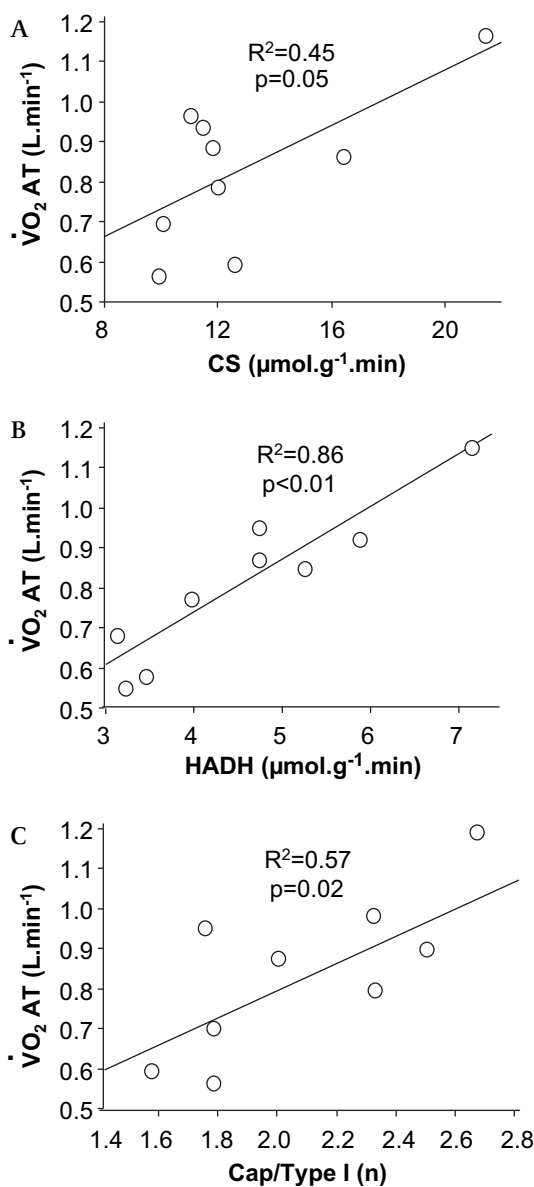 A
R²=0.45
p=0.05
1.2
1.1
1.0
0.9
0.8
0.7
0.6
0.5
V̇O₂ AT (L.min⁻¹)
8 12 16 20
CS (µmol.g⁻¹.min)
B
R²=0.86
p<0.01
1.2
1.1
1.0
0.9
0.8
0.7
0.6
0.5
V̇O₂ AT (L.min⁻¹)
3 4 5 6 7
HADH (µmol.g⁻¹.min)
C
R²=0.57
p=0.02
1.2
1.1
1.0
0.9
0.8
0.7
0.6
0.5
V̇O₂ AT (L.min⁻¹)
1.4 1.6 1.8 2.0 2.2 2.4 2.6 2.8
Cap/Type I (n)